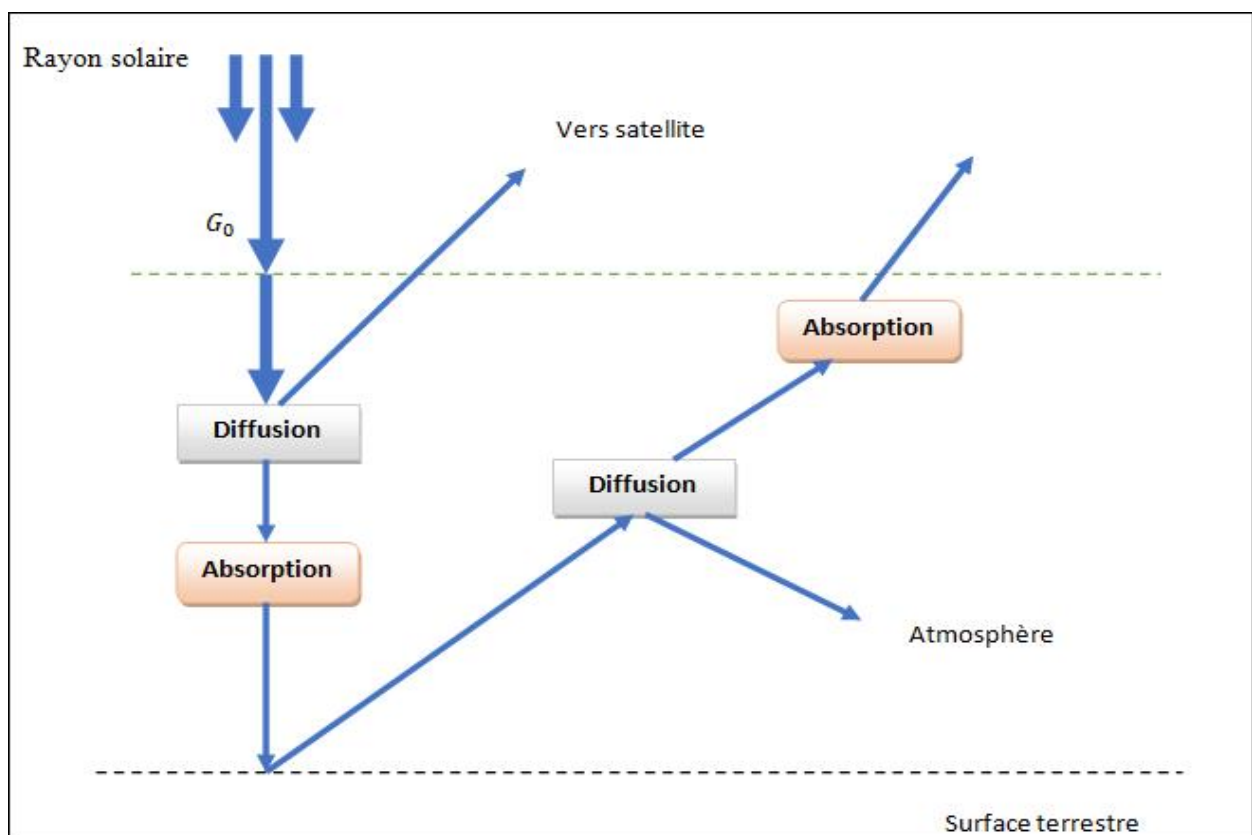 Rayon solaire
Vers satellite
G₀
Absorption
Diffusion
Diffusion
Absorption
Atmosphère
Surface terrestre